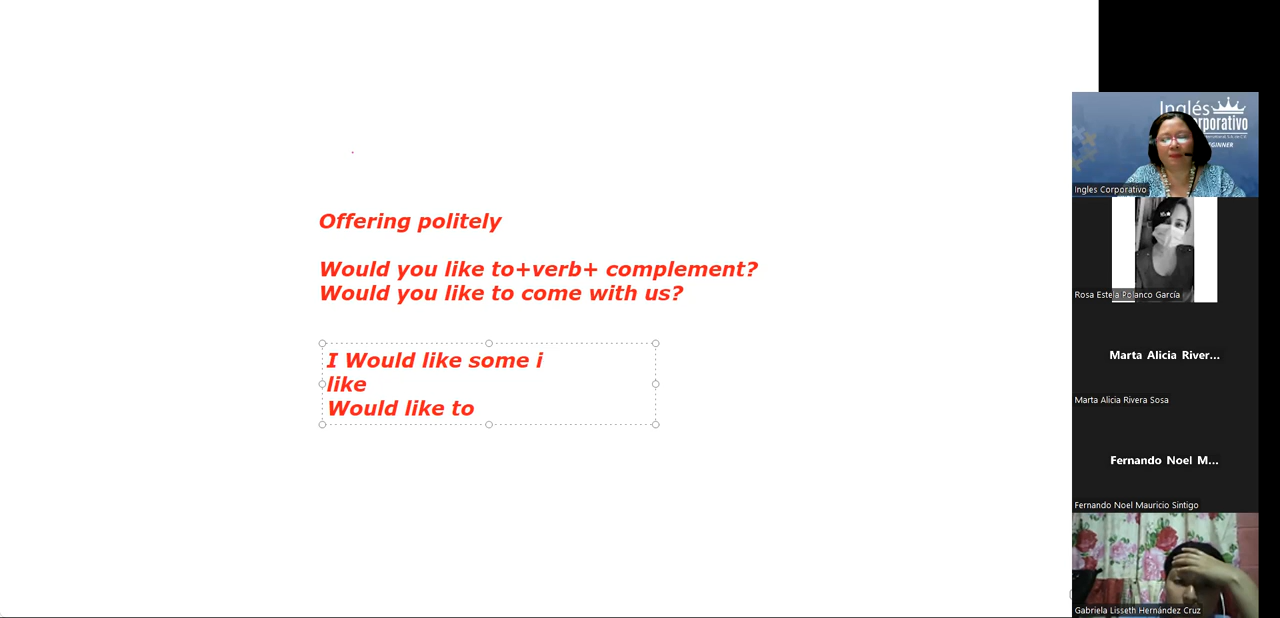 Offering politely
Would you like to+verb+ complement?
Would you like to come with us?
I Would like some i
like
Would like to
Inglés
orporativo
GINNER
Ingles Corporativo
Rosa Estela Polanco García
Marta Alicia River...
Marta Alicia Rivera Sosa
Fernando Noel M...
Fernando Noel Mauricio Sintigo
Gabriela Lisseth Hernández Cruz